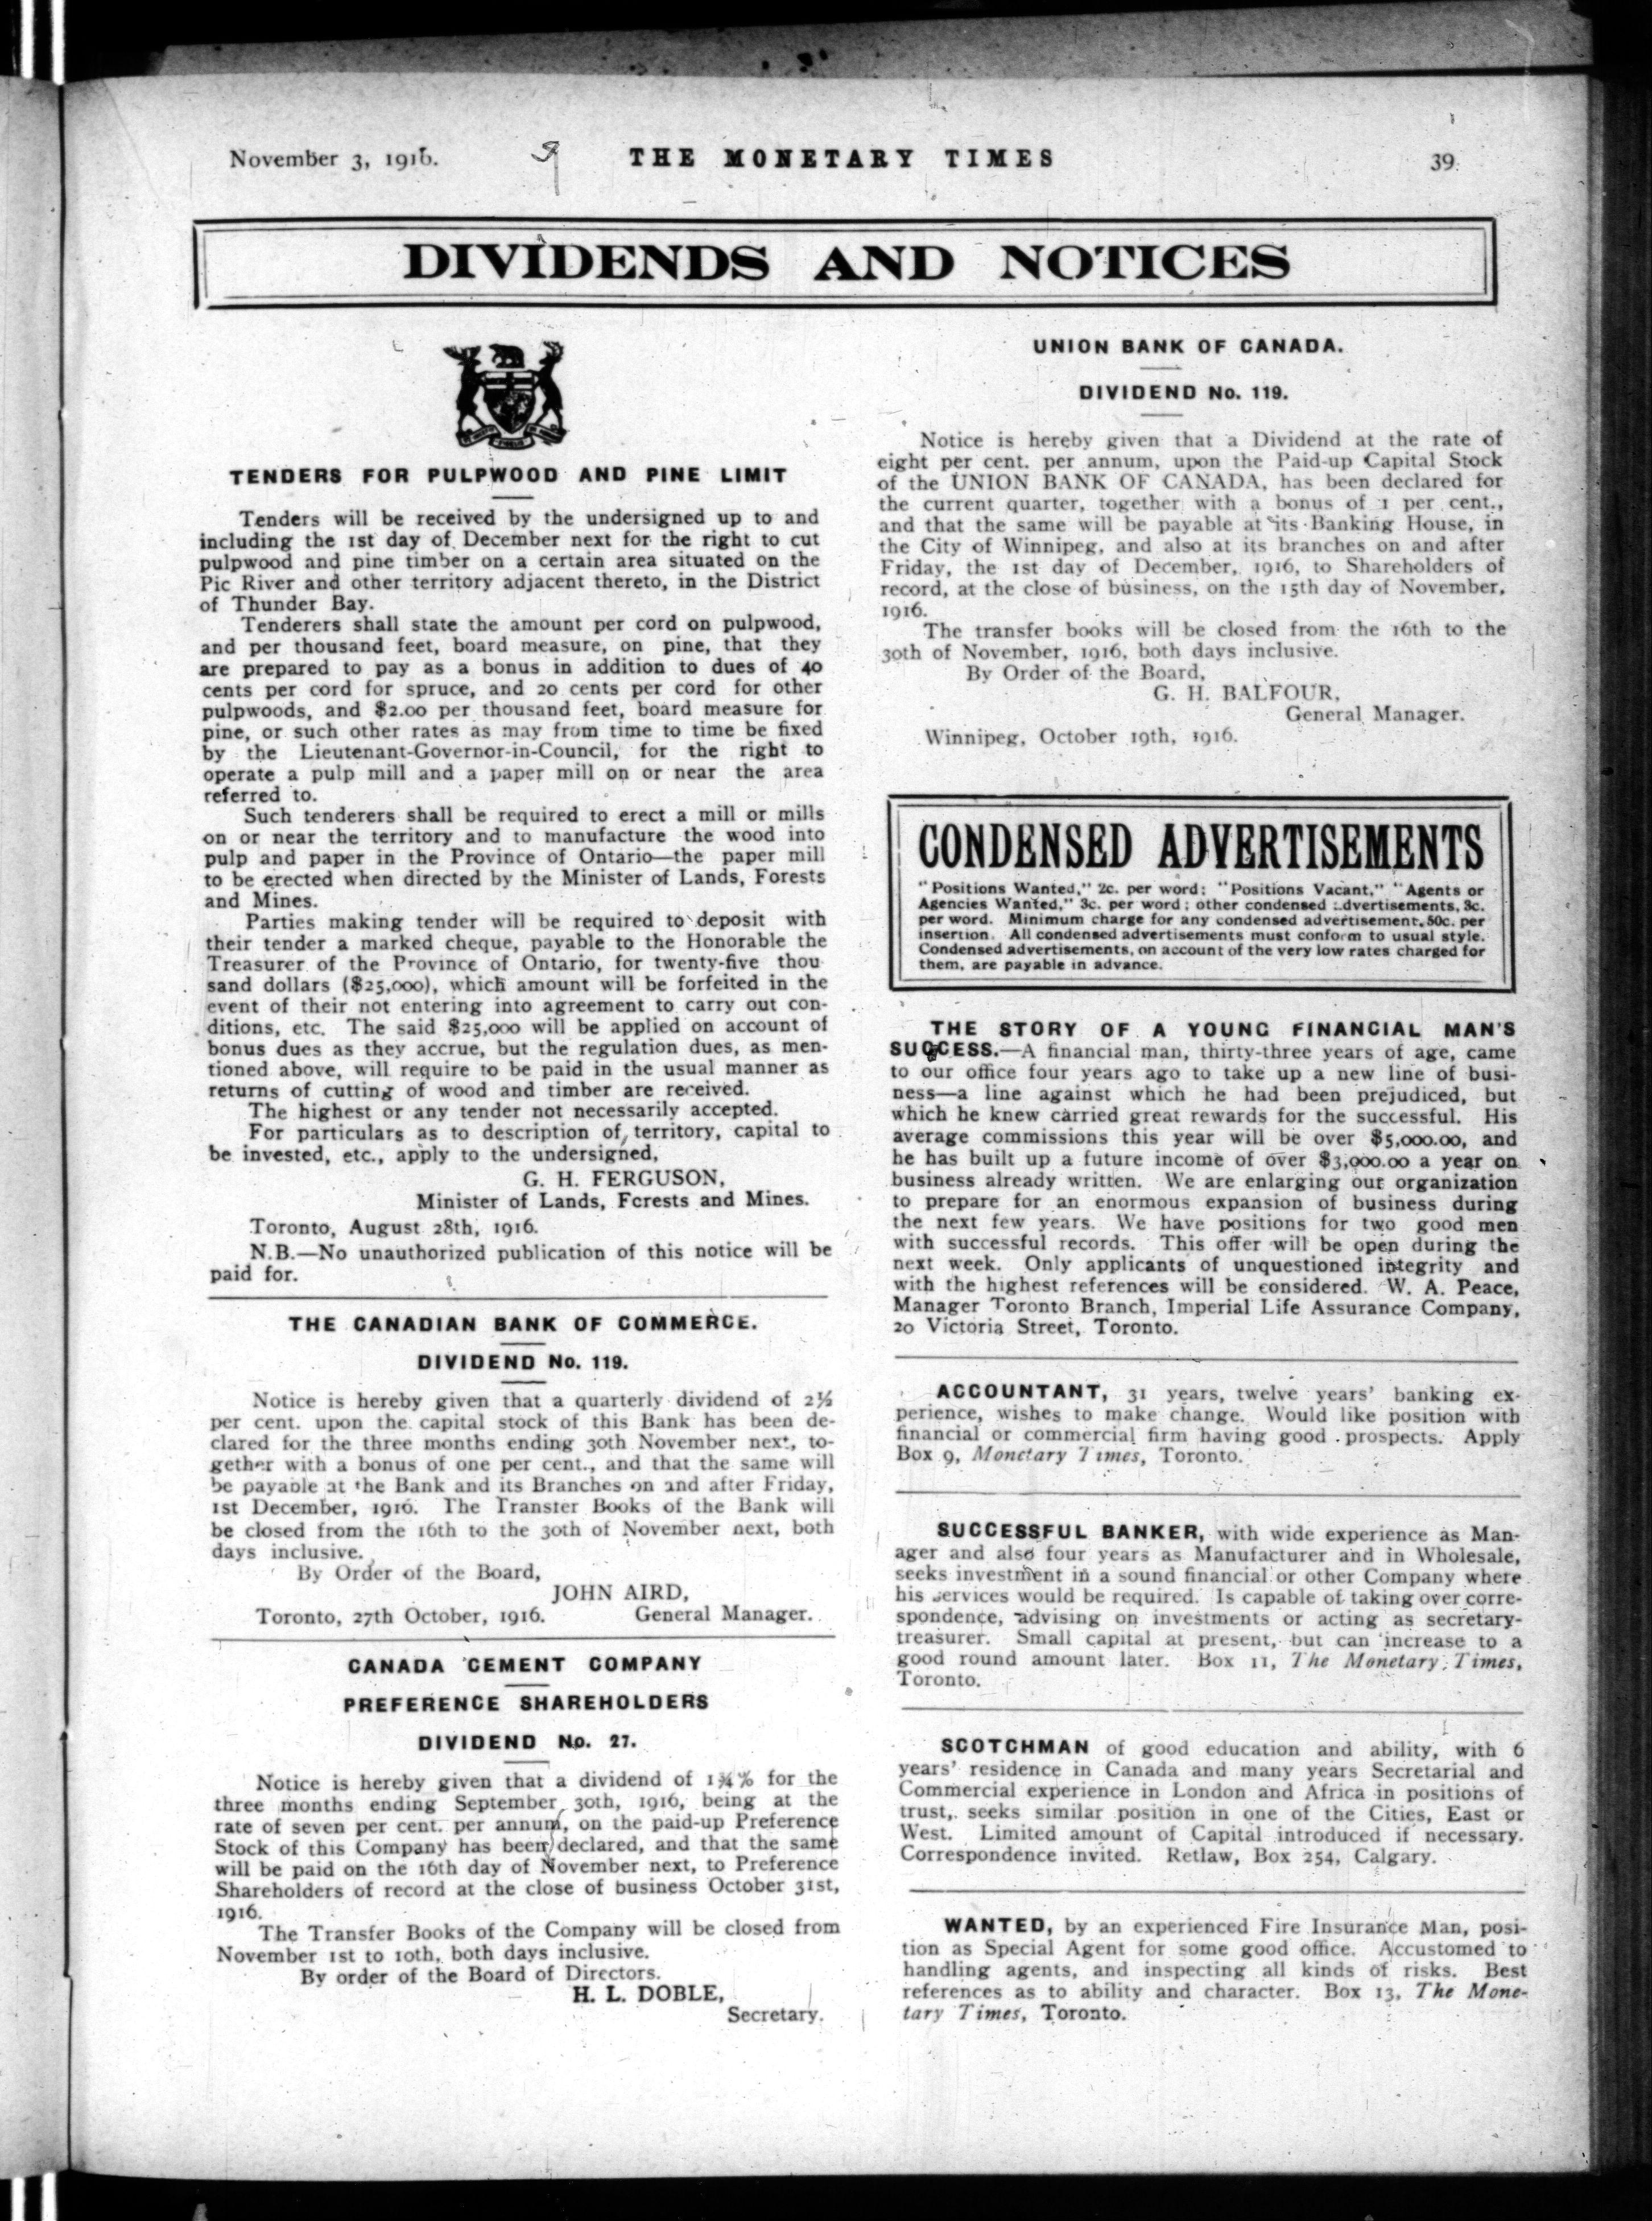 November 3, 1916.
THE MONETARY TIMES
39
DIVIDENDS AND NOTICES
TENDERS FOR PULPWOOD AND PINE LIMIT
Tenders will be received by the undersigned up to and
including the 1st day of December next for the right to cut
pulpwood and pine timber on a certain area situated on the
Pic River and other territory adjacent thereto, in the District
of Thunder Bay.
Tenderers shall state the amount per cord on pulpwood,
and per thousand feet, board measure, on pine, that they
are prepared to pay as a bonus in addition to dues of 40
cents per cord for spruce, and 20 cents per cord for other
pulpwoods, and $2.00 per thousand feet, board measure for
pine, or such other rates as may from time to time be fixed
by the Lieutenant-Governor-in-Council, for the right to
operate a pulp mill and a paper mill on or near the area
referred to.
Such tenderers shall be required to erect a mill or mills
on or near the territory and to manufacture the wood into
pulp and paper in the Province of Ontario—the paper mill
to be erected when directed by the Minister of Lands, Forests
and Mines.
Parties making tender will be required to deposit with
their tender a marked cheque, payable to the Honorable the
Treasurer of the Province of Ontario, for twenty-five thou
sand dollars ($25,000), which amount will be forfeited in the
event of their not entering into agreement to carry out con-
ditions, etc. The said $25,000 will be applied on account of
bonus dues as they accrue, but the regulation dues, as men-
tioned above, will require to be paid in the usual manner as
returns of cutting of wood and timber are received.
The highest or any tender not necessarily accepted.
For particulars as to description of territory, capital to
be invested, etc., apply to the undersigned,
G. H. FERGUSON,
Minister of Lands, Forests and Mines.
Toronto, August 28th, 1916.
N.B.—No unauthorized publication of this notice will be
paid for.
THE CANADIAN BANK OF COMMERCE.
DIVIDEND No. 119.
Notice is hereby given that a quarterly dividend of 2½
per cent. upon the capital stock of this Bank has been de-
clared for the three months ending 30th November next, to-
gether with a bonus of one per cent., and that the same will
be payable at the Bank and its Branches on and after Friday,
1st December, 1916. The Transfer Books of the Bank will
be closed from the 16th to the 30th of November next, both
days inclusive.
By Order of the Board,
JOHN AIRD,
Toronto, 27th October, 1916. General Manager.
CANADA CEMENT COMPANY
PREFERENCE SHAREHOLDERS
DIVIDEND No. 27.
Notice is hereby given that a dividend of 1¾% for the
three months ending September 30th, 1916, being at the
rate of seven per cent. per annum, on the paid-up Preference
Stock of this Company has been declared, and that the same
will be paid on the 16th day of November next, to Preference
Shareholders of record at the close of business October 31st,
1916.
The Transfer Books of the Company will be closed from
November 1st to 10th, both days inclusive.
By order of the Board of Directors.
H. L. DOBLE,
Secretary.
UNION BANK OF CANADA.
DIVIDEND No. 119.
Notice is hereby given that a Dividend at the rate of
eight per cent. per annum, upon the Paid-up Capital Stock
of the UNION BANK OF CANADA, has been declared for
the current quarter, together with a bonus of 1 per cent.,
and that the same will be payable at its Banking House, in
the City of Winnipeg, and also at its branches on and after
Friday, the 1st day of December, 1916, to Shareholders of
record, at the close of business, on the 15th day of November,
1916.
The transfer books will be closed from the 16th to the
30th of November, 1916, both days inclusive.
By Order of the Board,
G. H. BALFOUR,
General Manager.
Winnipeg, October 19th, 1916.
CONDENSED ADVERTISEMENTS
"Positions Wanted," 2c. per word; "Positions Vacant," "Agents or
Agencies Wanted," 3c. per word; other condensed advertisements, 3c.
per word. Minimum charge for any condensed advertisement, 50c. per
insertion. All condensed advertisements must conform to usual style.
Condensed advertisements, on account of the very low rates charged for
them, are payable in advance.
THE STORY OF A YOUNG FINANCIAL MAN'S
SUCCESS.—A financial man, thirty-three years of age, came
to our office four years ago to take up a new line of busi-
ness—a line against which he had been prejudiced, but
which he knew carried great rewards for the successful. His
average commissions this year will be over $5,000.00, and
he has built up a future income of over $3,000.00 a year on
business already written. We are enlarging our organization
to prepare for an enormous expansion of business during
the next few years. We have positions for two good men
with successful records. This offer will be open during the
next week. Only applicants of unquestioned integrity and
with the highest references will be considered. W. A. Peace,
Manager Toronto Branch, Imperial Life Assurance Company,
20 Victoria Street, Toronto.
ACCOUNTANT, 31 years, twelve years' banking ex-
perience, wishes to make change. Would like position with
financial or commercial firm having good prospects. Apply
Box 9, Monetary Times, Toronto.
SUCCESSFUL BANKER, with wide experience as Man-
ager and also four years as Manufacturer and in Wholesale,
seeks investment in a sound financial or other Company where
his services would be required. Is capable of taking over corre-
spondence, advising on investments or acting as secretary-
treasurer. Small capital at present, but can increase to a
good round amount later. Box 11, The Monetary Times,
Toronto.
SCOTCHMAN of good education and ability, with 6
years' residence in Canada and many years Secretarial and
Commercial experience in London and Africa in positions of
trust, seeks similar position in one of the Cities, East or
West. Limited amount of Capital introduced if necessary.
Correspondence invited. Retlaw, Box 254, Calgary.
WANTED, by an experienced Fire Insurance Man, posi-
tion as Special Agent for some good office. Accustomed to
handling agents, and inspecting all kinds of risks. Best
references as to ability and character. Box 13, The Mone-
tary Times, Toronto.